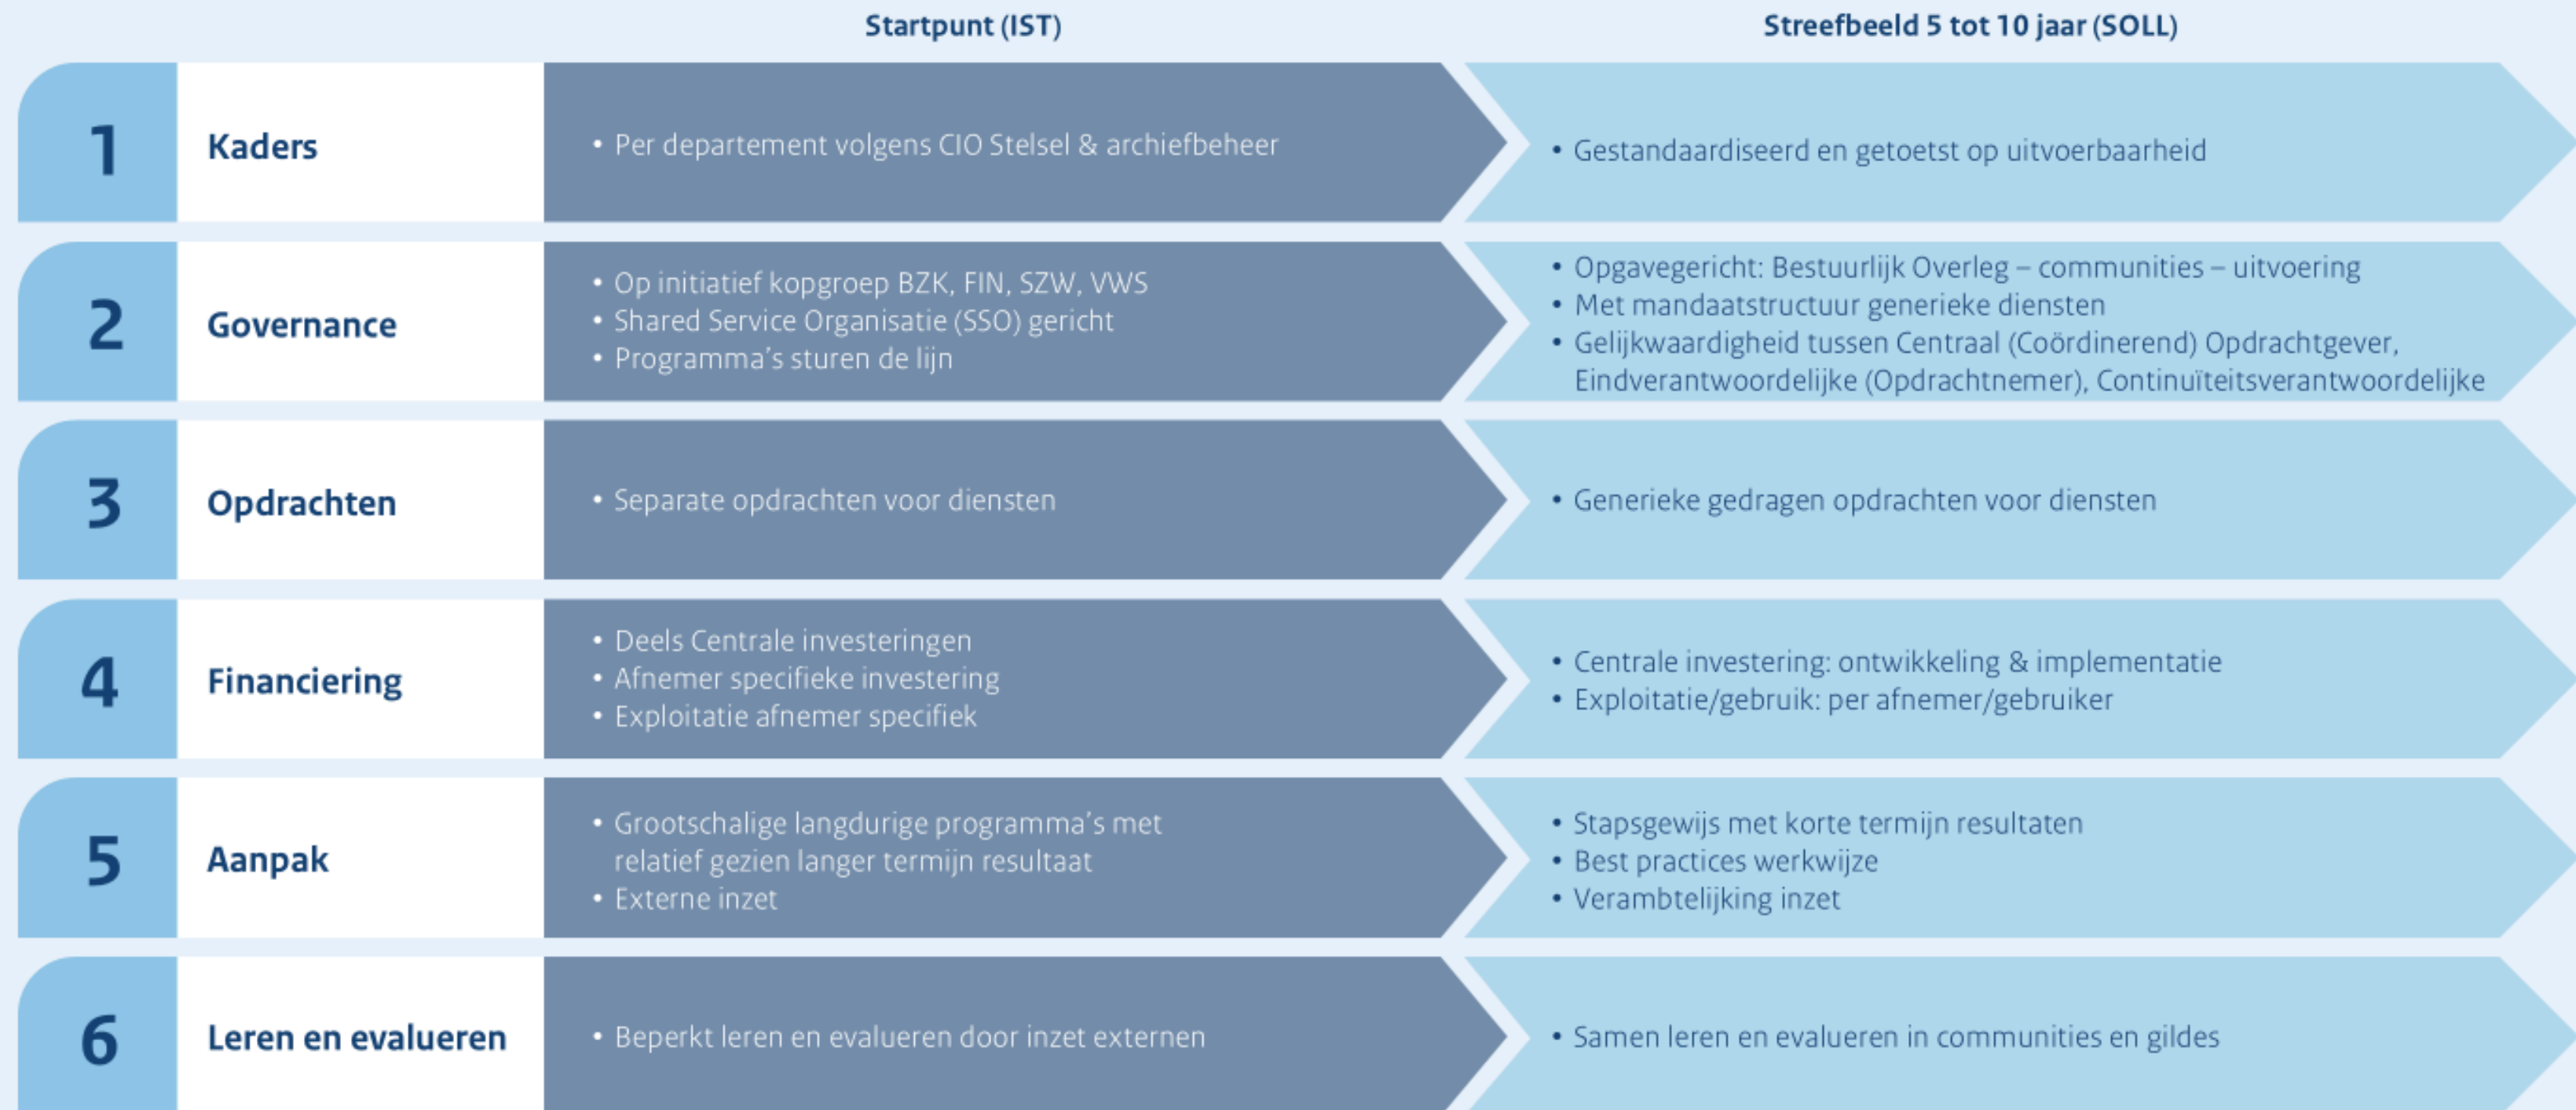 Startpunt (IST)
Streefbeeld 5 tot 10 jaar (SOLL)
1
Kaders
• Per departement volgens CIO Stelsel & archiefbeheer
• Gestandaardiseerd en getoetst op uitvoerbaarheid
2
Governance
• Op initiatief kopgroep BZK, FIN, SZW, VWS
• Shared Service Organisatie (SSO) gericht
• Programma’s sturen de lijn
• Opgavegericht: Bestuurlijk Overleg – communities – uitvoering
• Met mandaatstructuur generieke diensten
• Gelijkwaardigheid tussen Centraal (Coördinerend) Opdrachtgever,
Eindverantwoordelijke (Opdrachtnemer), Continuïteitsverantwoordelijke
3
Opdrachten
• Separate opdrachten voor diensten
• Generieke gedragen opdrachten voor diensten
4
Financiering
• Deels Centrale investeringen
• Afnemer specifieke investering
• Exploitatie afnemer specifiek
• Centrale investering: ontwikkeling & implementatie
• Exploitatie/gebruik: per afnemer/gebruiker
5
Aanpak
• Grootschalige langdurige programma’s met
relatief gezien langer termijn resultaat
• Externe inzet
• Stapsgewijs met korte termijn resultaten
• Best practices werkwijze
• Verambtelijking inzet
6
Leren en evalueren
• Beperkt leren en evalueren door inzet externen
• Samen leren en evalueren in communities en gildes